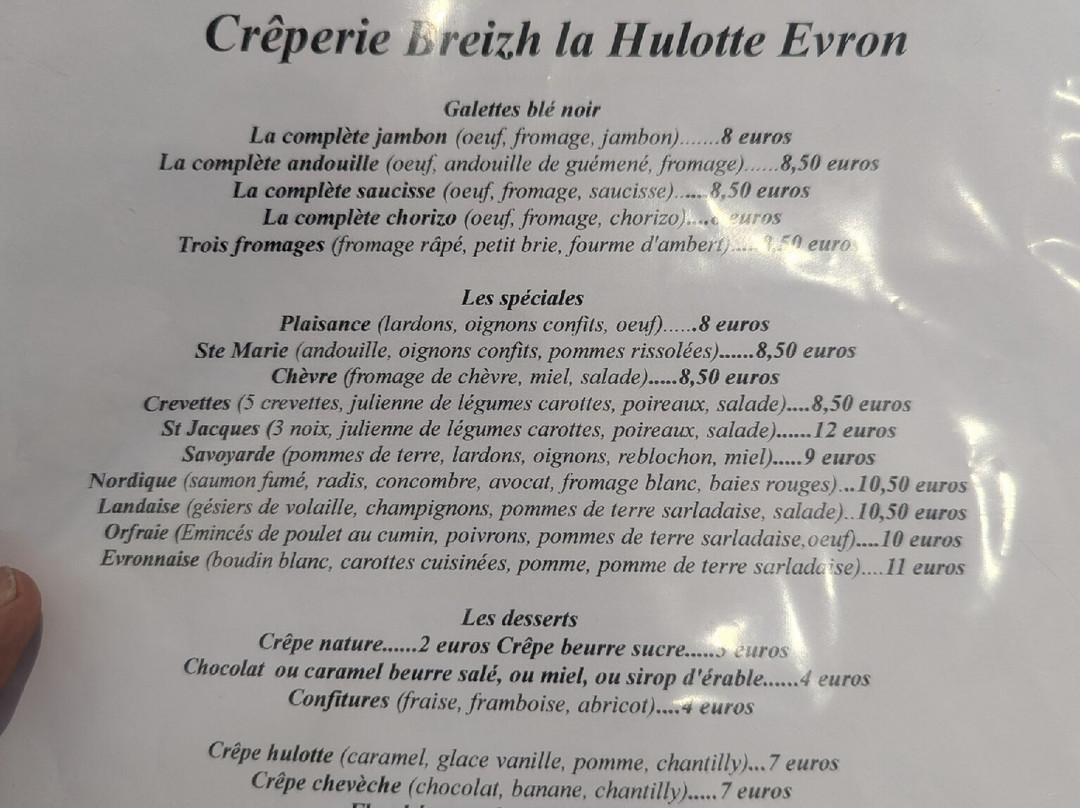 Crêperie Breizh la Hulotte Evron
Galettes blé noir
La complète jambon (oeuf, fromage, jambon).......8 euros
La complète andouille (oeuf, andouille de guémené, fromage)......8,50 euros
La complète saucisse (oeuf, fromage, saucisse)......8,50 euros
La complète chorizo (oeuf, fromage, chorizo).... euros
Trois fromages (fromage râpé, petit brie, fourme d'ambert)....
Les spéciales
Plaisance (lardons, oignons confits, oeuf)......8 euros
Ste Marie (andouille, oignons confits, pommes rissolées)......8,50 euros
Chèvre (fromage de chèvre, miel, salade).....8,50 euros
Crevettes (5 crevettes, julienne de légumes carottes, poireaux, salade)....8,50 euros
St Jacques (3 noix, julienne de légumes carottes, poireaux, salade)......12 euros
Savoyarde (pommes de terre, lardons, oignons, reblochon, miel).....9 euros
Nordique (saumon fumé, radis, concombre, avocat, fromage blanc, baies rouges)...10,50 euros
Landaise (gésiers de volaille, champignons, pommes de terre sarladaise, salade)..10,50 euros
Orfraie (Emincés de poulet au cumin, poivrons, pommes de terre sarladaise,oeuf)....10 euros
Evronnaise (boudin blanc, carottes cuisinées, pomme, pomme de terre sarladaise)....11 euros
Les desserts
Crêpe nature......2 euros Crêpe beurre sucre..... euros
Chocolat ou caramel beurre salé, ou miel, ou sirop d'érable......4 euros
Confitures (fraise, framboise, abricot)....4 euros
Crêpe hulotte (caramel, glace vanille, pomme, chantilly)...7 euros
Crêpe chevèche (chocolat, banane, chantilly).....7 euros